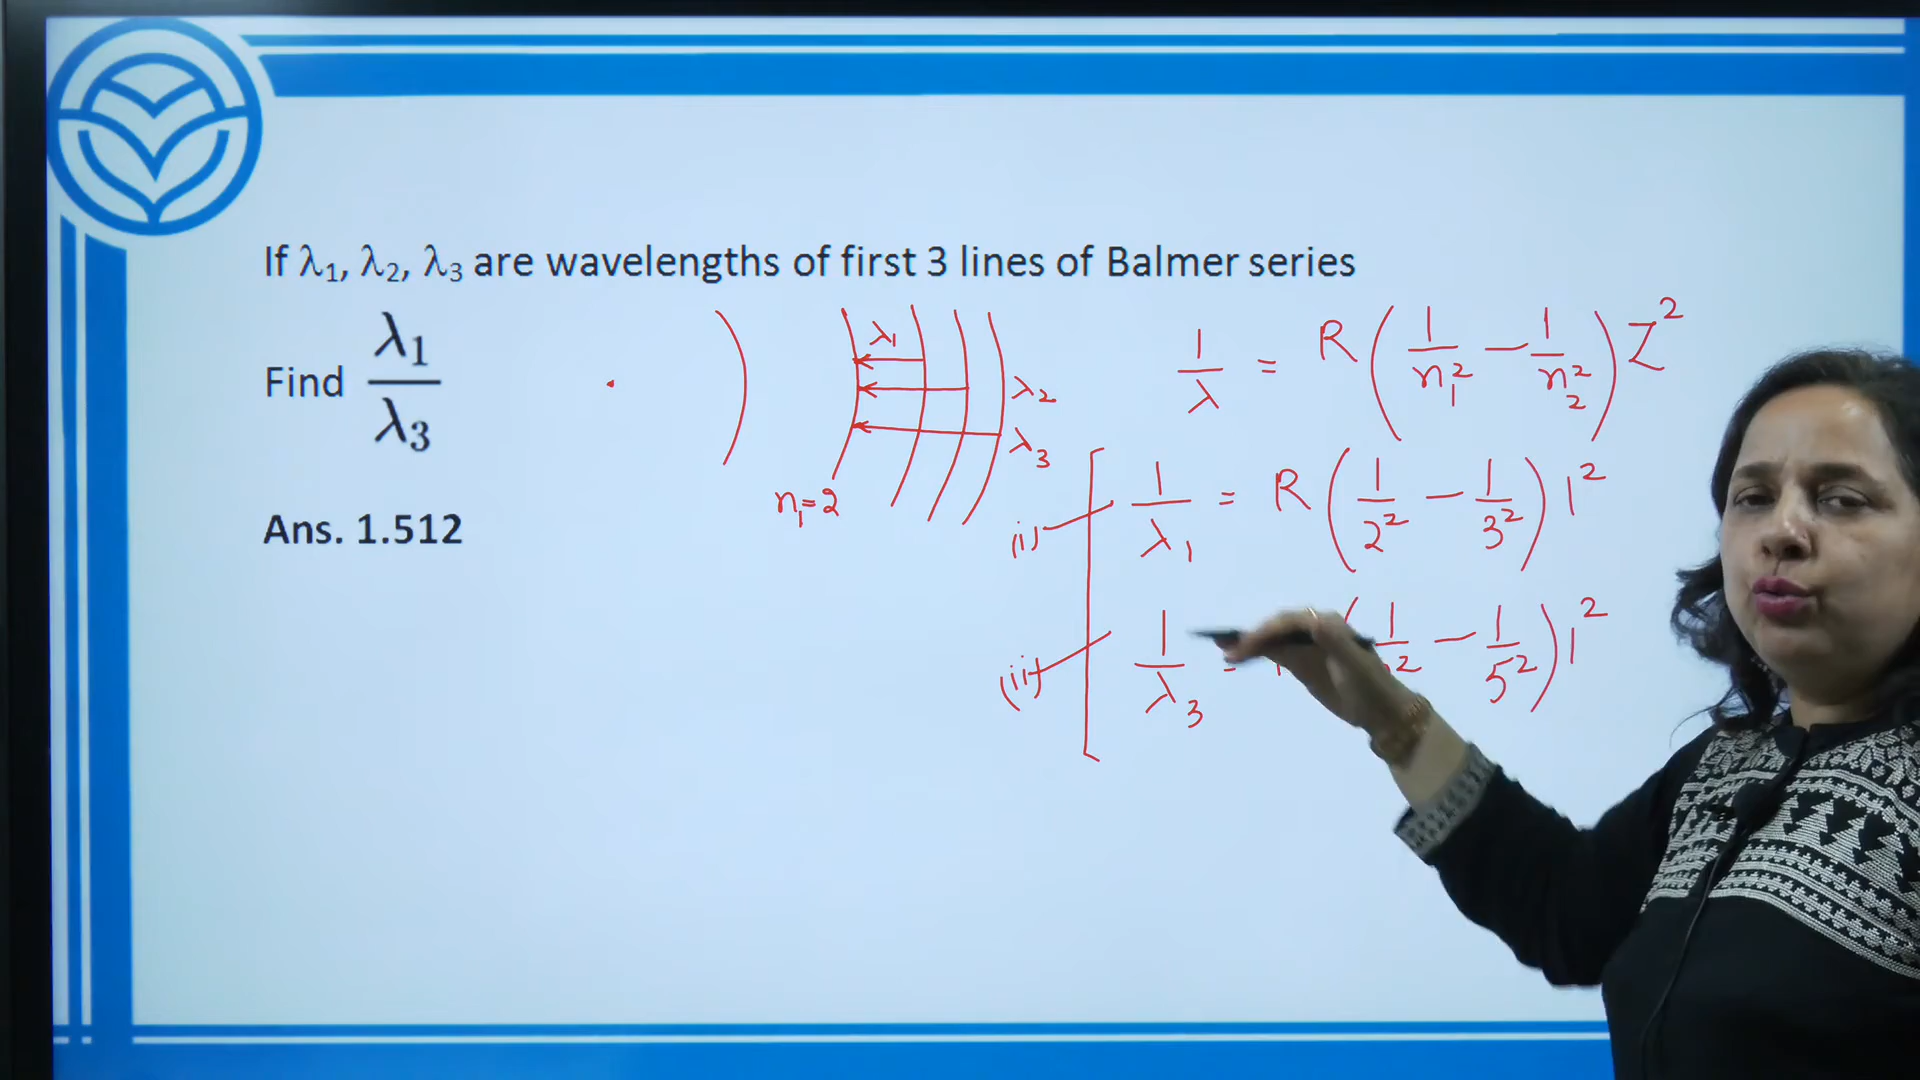 If λ₁, λ₂, λ₃ are wavelengths of first 3 lines of Balmer series
Find λ₁/λ₃
Ans. 1.512
λ₁
λ₂
λ₃
n₁=2
1/λ = R(1/n₁² − 1/n₂²)Z²
(i) 1/λ₁ = R(1/2² − 1/3²)1²
(ii) 1/λ₃ = (1/ ² − 1/5²)1²